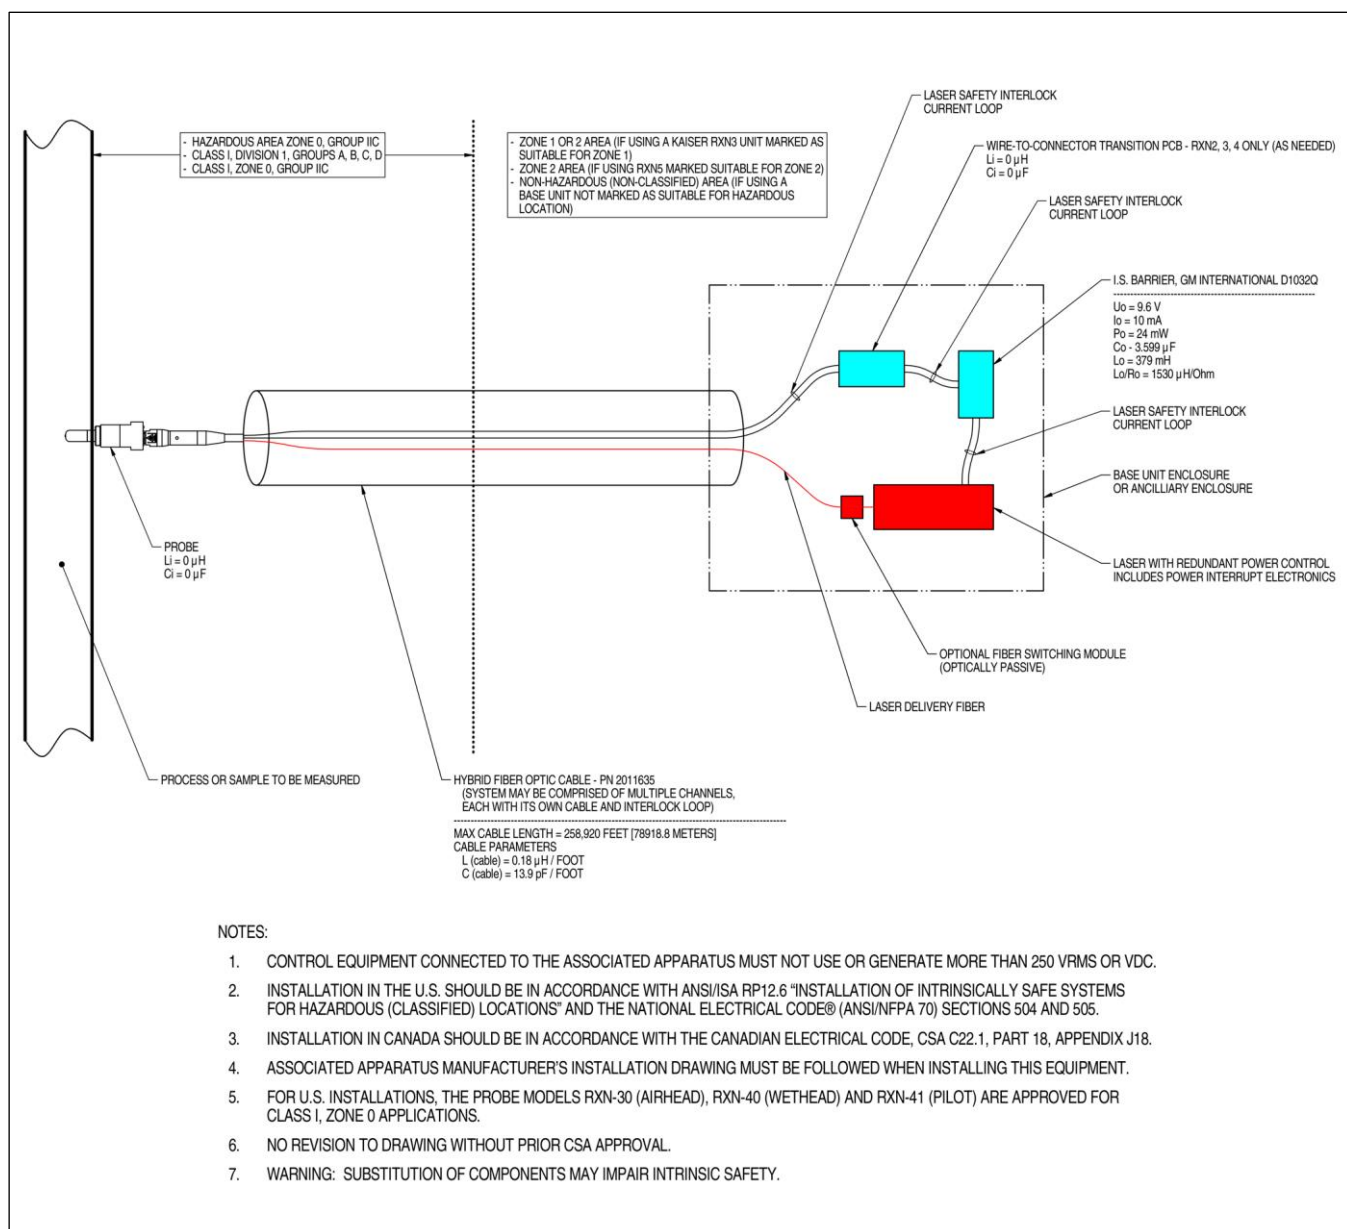 LASER SAFETY INTERLOCK
CURRENT LOOP
- HAZARDOUS AREA ZONE 0, GROUP IIC
- CLASS I, DIVISION 1, GROUPS A, B, C, D
- CLASS I, ZONE 0, GROUP IIC
- ZONE 1 OR 2 AREA (IF USING A KAISER RXN3 UNIT MARKED AS
SUITABLE FOR ZONE 1)
- ZONE 2 AREA (IF USING RXN5 MARKED SUITABLE FOR ZONE 2)
- NON-HAZARDOUS (NON-CLASSIFIED) AREA (IF USING A
BASE UNIT NOT MARKED AS SUITABLE FOR HAZARDOUS
LOCATION)
WIRE-TO-CONNECTOR TRANSITION PCB - RXN2, 3, 4 ONLY (AS NEEDED)
Li = 0 µH
Ci = 0 µF
LASER SAFETY INTERLOCK
CURRENT LOOP
I.S. BARRIER, GM INTERNATIONAL D1032Q
Uo = 9.6 V
Io = 10 mA
Po = 24 mW
Co - 3.599 µF
Lo = 379 mH
Lo/Ro = 1530 µH/Ohm
LASER SAFETY INTERLOCK
CURRENT LOOP
BASE UNIT ENCLOSURE
OR ANCILLIARY ENCLOSURE
PROBE
Li = 0 µH
Ci = 0 µF
LASER WITH REDUNDANT POWER CONTROL
INCLUDES POWER INTERRUPT ELECTRONICS
OPTIONAL FIBER SWITCHING MODULE
(OPTICALLY PASSIVE)
LASER DELIVERY FIBER
PROCESS OR SAMPLE TO BE MEASURED
HYBRID FIBER OPTIC CABLE - PN 2011635
(SYSTEM MAY BE COMPRISED OF MULTIPLE CHANNELS,
EACH WITH ITS OWN CABLE AND INTERLOCK LOOP)
MAX CABLE LENGTH = 258,920 FEET [78918.8 METERS]
CABLE PARAMETERS
L (cable) = 0.18 µH / FOOT
C (cable) = 13.9 pF / FOOT
NOTES:
1. CONTROL EQUIPMENT CONNECTED TO THE ASSOCIATED APPARATUS MUST NOT USE OR GENERATE MORE THAN 250 VRMS OR VDC.
2. INSTALLATION IN THE U.S. SHOULD BE IN ACCORDANCE WITH ANSI/ISA RP12.6 “INSTALLATION OF INTRINSICALLY SAFE SYSTEMS
FOR HAZARDOUS (CLASSIFIED) LOCATIONS” AND THE NATIONAL ELECTRICAL CODE® (ANSI/NFPA 70) SECTIONS 504 AND 505.
3. INSTALLATION IN CANADA SHOULD BE IN ACCORDANCE WITH THE CANADIAN ELECTRICAL CODE, CSA C22.1, PART 18, APPENDIX J18.
4. ASSOCIATED APPARATUS MANUFACTURER'S INSTALLATION DRAWING MUST BE FOLLOWED WHEN INSTALLING THIS EQUIPMENT.
5. FOR U.S. INSTALLATIONS, THE PROBE MODELS RXN-30 (AIRHEAD), RXN-40 (WETHEAD) AND RXN-41 (PILOT) ARE APPROVED FOR
CLASS I, ZONE 0 APPLICATIONS.
6. NO REVISION TO DRAWING WITHOUT PRIOR CSA APPROVAL.
7. WARNING: SUBSTITUTION OF COMPONENTS MAY IMPAIR INTRINSIC SAFETY.